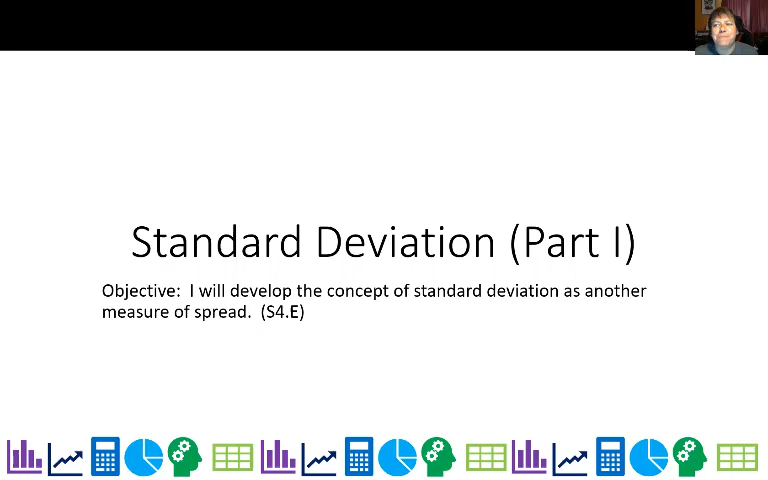 Standard Deviation (Part I)
Objective:  I will develop the concept of standard deviation as another
measure of spread.  (S4.E)